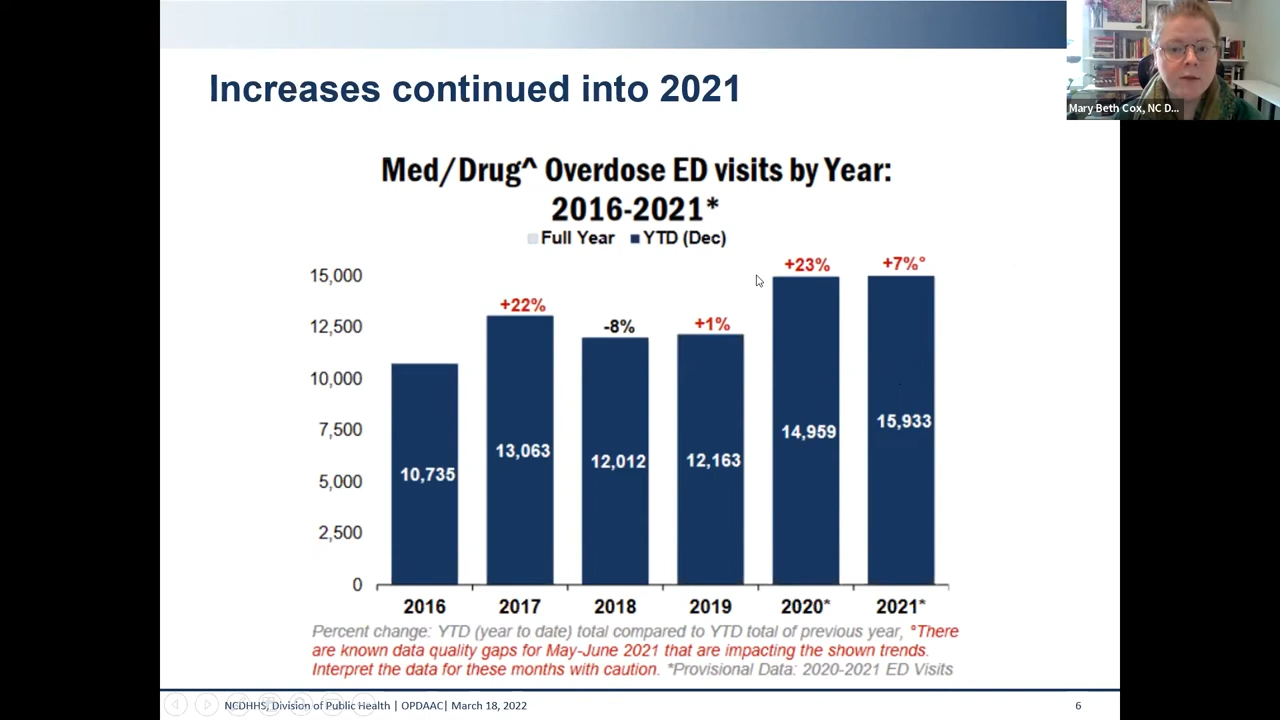 Increases continued into 2021
Mary Beth Cox, NC D...
Med/Drug^ Overdose ED visits by Year:
2016-2021*
Full Year YTD (Dec)
+23% +7%°
15,000
+22%
-8% +1%
12,500
10,000
7,500
5,000
2,500
0
10,735 13,063 12,012 12,163 14,959 15,933
2016 2017 2018 2019 2020* 2021*
Percent change: YTD (year to date) total compared to YTD total of previous year, °There
are known data quality gaps for May-June 2021 that are impacting the shown trends.
Interpret the data for these months with caution. *Provisional Data: 2020-2021 ED Visits
NCDHHS, Division of Public Health | OPDAAC| March 18, 2022
6